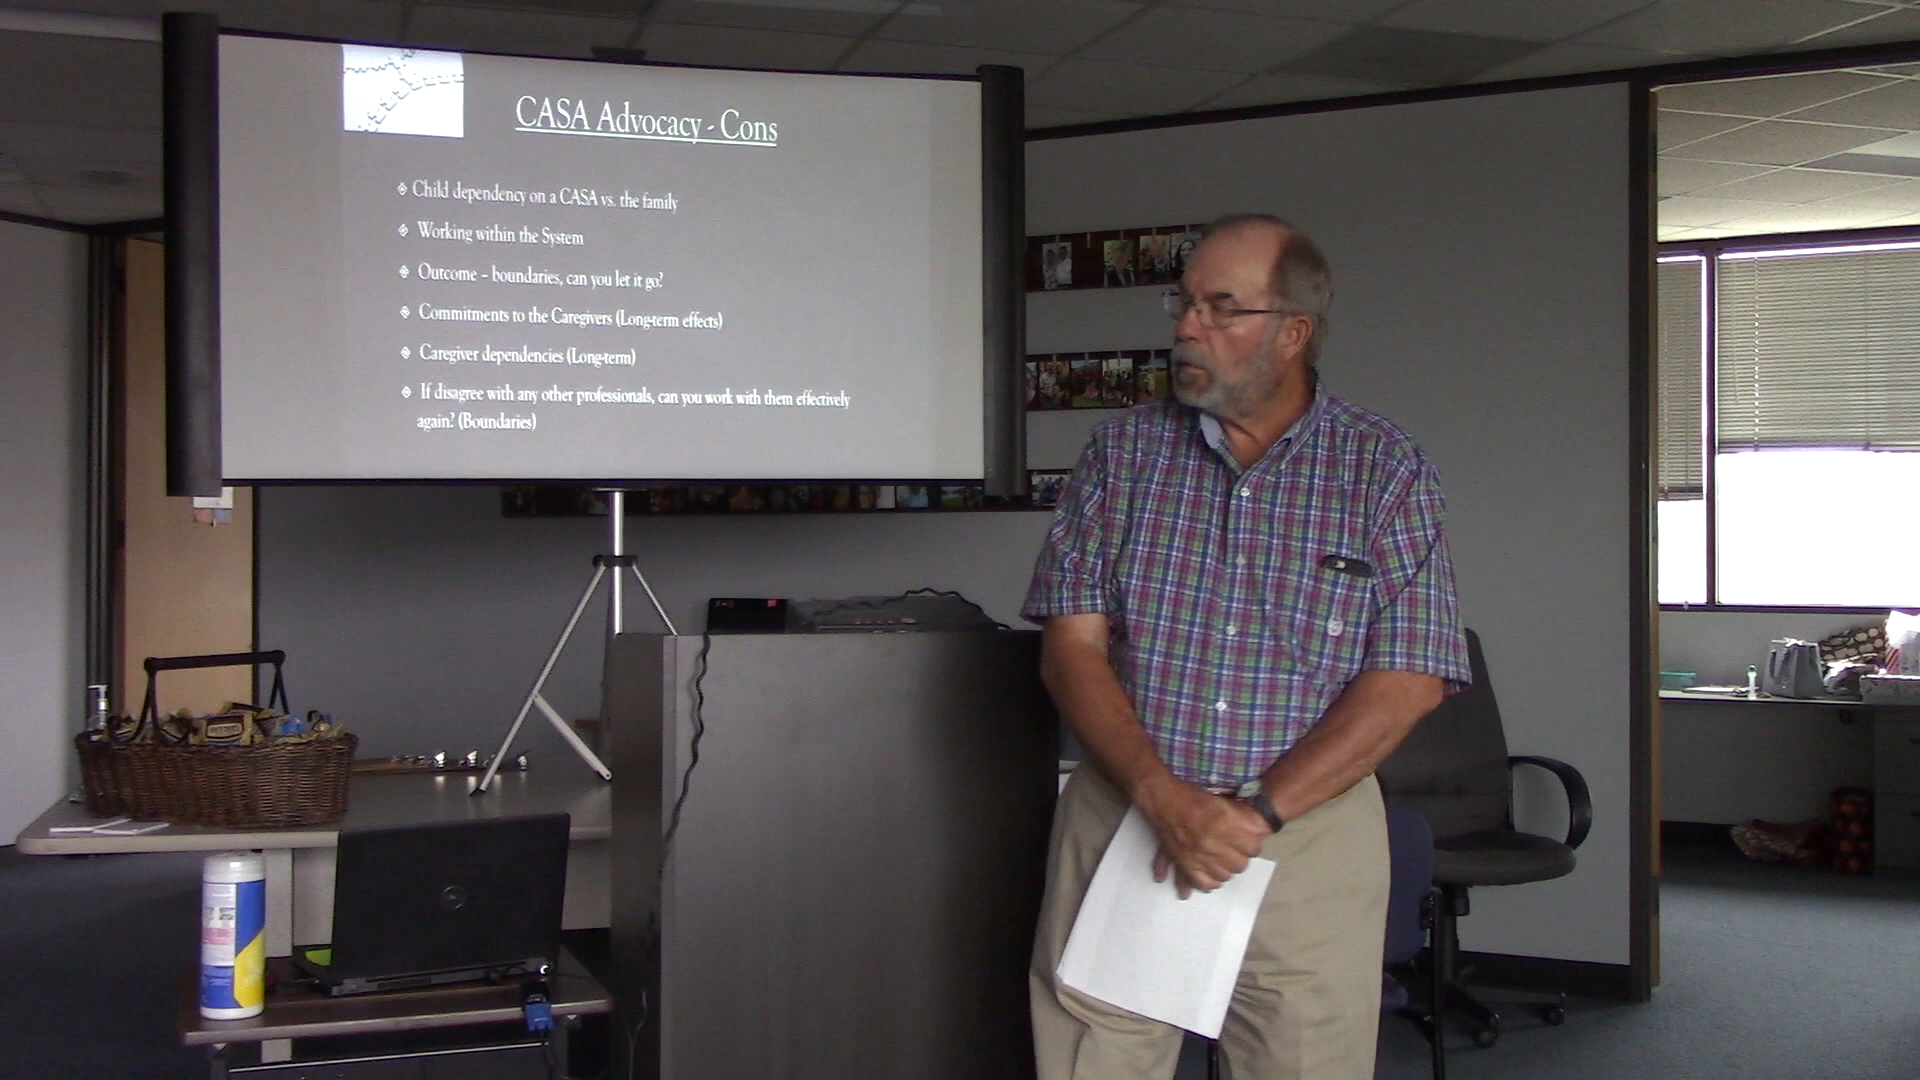 CASA Advocacy - Cons
Child dependency on a CASA vs. the family
Working within the System
Outcome – boundaries, can you let it go?
Commitments to the Caregivers (Long-term effects)
Caregiver dependencies (Long-term)
If disagree with any other professionals, can you work with them effectively
again? (Boundaries)